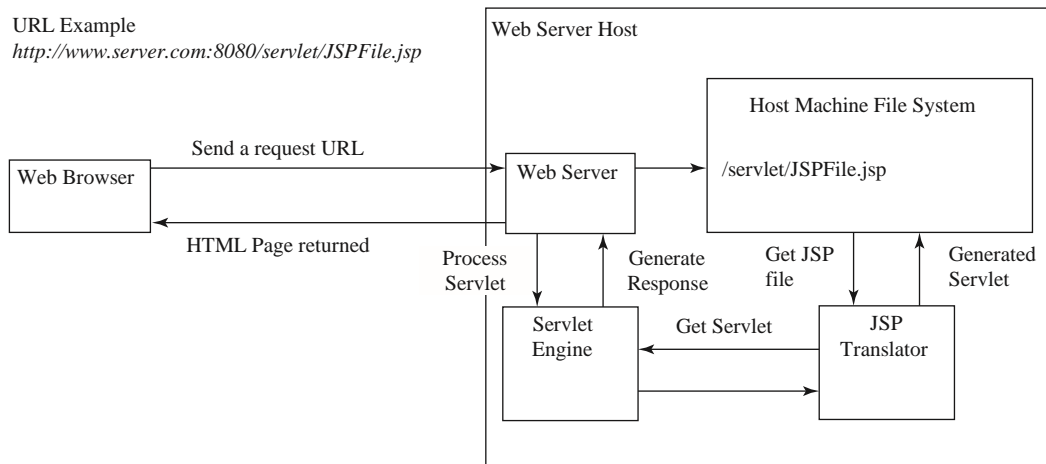 URL Example
http://www.server.com:8080/servlet/JSPFile.jsp
Web Server Host
Host Machine File System
/servlet/JSPFile.jsp
Send a request URL
Web Browser
Web Server
HTML Page returned
Process
Servlet
Generate
Response
Get JSP
file
Generated
Servlet
Servlet
Engine
Get Servlet
JSP
Translator